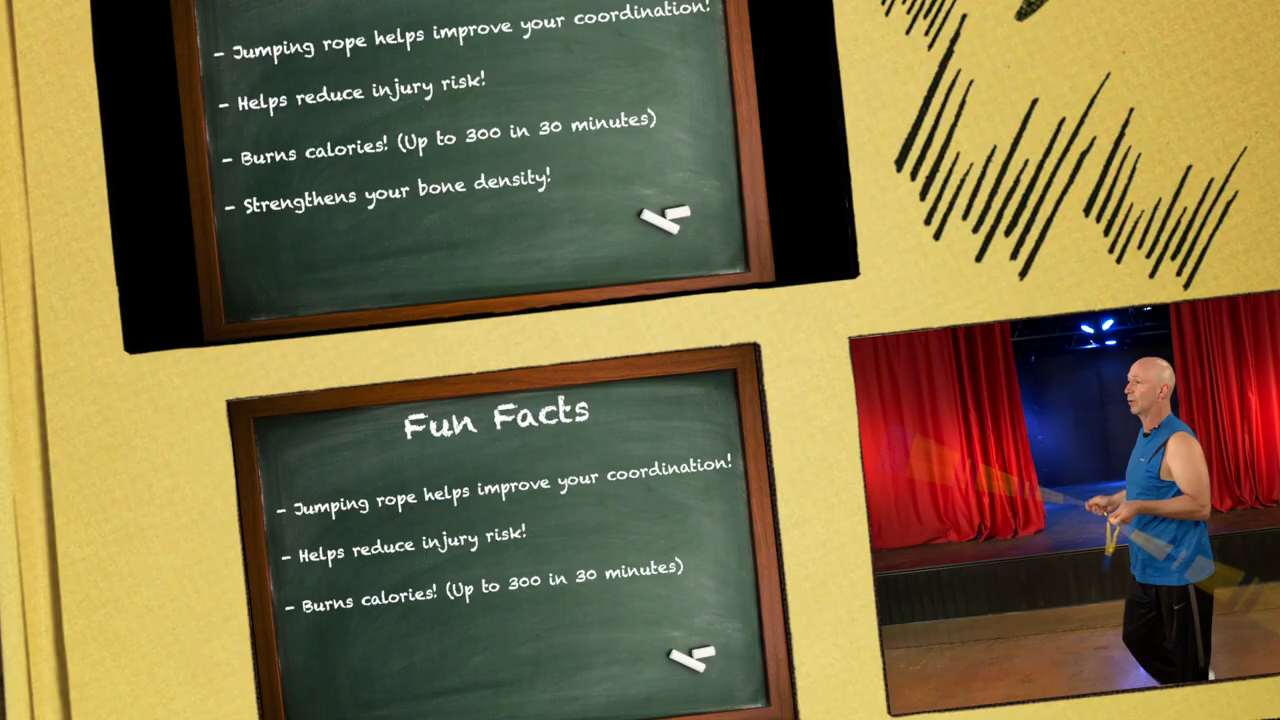 - Jumping rope helps improve your coordination!
- Helps reduce injury risk!
- Burns calories! (Up to 300 in 30 minutes)
- Strengthens your bone density!
Fun Facts
- Jumping rope helps improve your coordination!
- Helps reduce injury risk!
- Burns calories! (Up to 300 in 30 minutes)